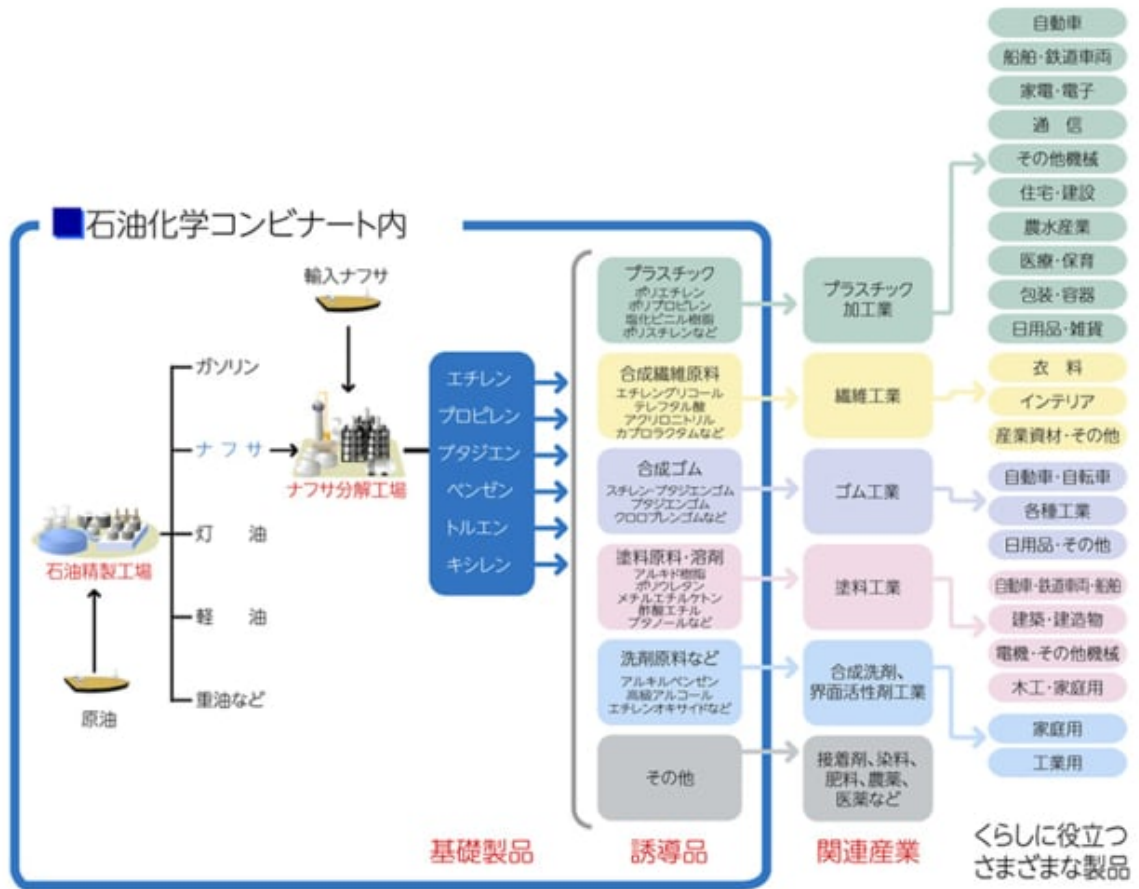 ■石油化学コンビナート内
輸入ナフサ
ガソリン
ナフサ
灯 油
軽 油
重油など
石油精製工場
原油
ナフサ分解工場
エチレン
プロピレン
ブタジエン
ベンゼン
トルエン
キシレン
基礎製品
プラスチック
ポリエチレン
ポリプロピレン
塩化ビニル樹脂
ポリスチレンなど
合成繊維原料
エチレングリコール
テレフタル酸
アクリロニトリル
カプロラクタムなど
合成ゴム
スチレン・ブタジエンゴム
ブタジエンゴム
クロロプレンゴムなど
塗料原料・溶剤
アルキド樹脂
ポリウレタン
メチルエチルケトン
酢酸エチル
ブタノールなど
洗剤原料など
アルキルベンゼン
高級アルコール
エチレンオキサイドなど
その他
誘導品
プラスチック
加工業
繊維工業
ゴム工業
塗料工業
合成洗剤、
界面活性剤工業
接着剤、染料、
肥料、農薬、
医薬など
関連産業
自動車
船舶・鉄道車両
家電・電子
通 信
その他機械
住宅・建設
農水産業
医療・保育
包装・容器
日用品・雑貨
衣 料
インテリア
産業資材・その他
自動車・自転車
各種工業
日用品・その他
自動車・鉄道車両・船舶
建築・建造物
電機・その他機械
木工・家庭用
家庭用
工業用
くらしに役立つ
さまざまな製品